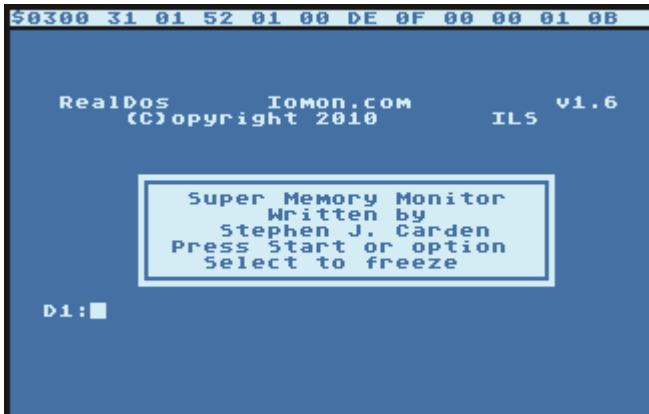 $0300 31 01 52 01 00 DE 0F 00 00 01 0B
RealDos Iomon.com v1.6
(C)opyright 2010 ILS
Super Memory Monitor
Written by
Stephen J. Carden
Press Start or option
Select to freeze
D1: